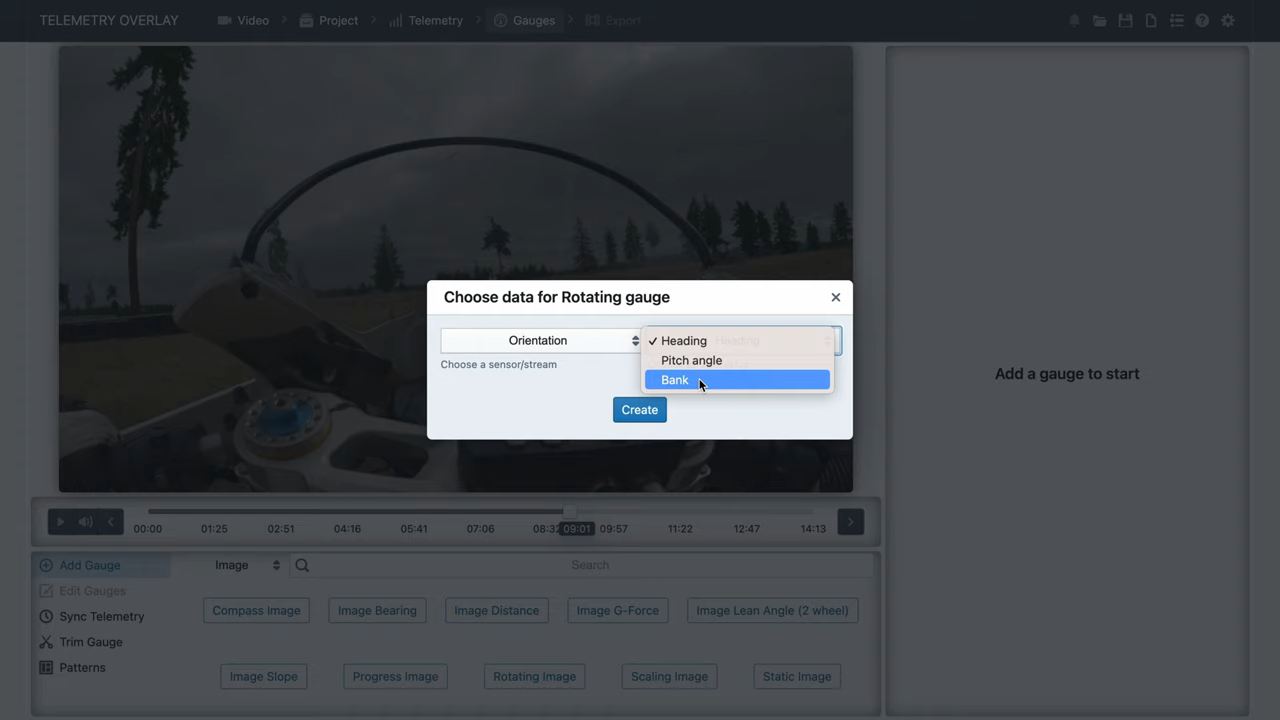 TELEMETRY OVERLAY
Video
Project
Telemetry
Gauges
Export
Choose data for Rotating gauge
Orientation
Heading
Choose a sensor/stream
✓ Heading
Pitch angle
Bank
Create
Add a gauge to start
00:00
01:25
02:51
04:16
05:41
07:06
08:32
09:01
09:57
11:22
12:47
14:13
Add Gauge
Image
Search
Edit Gauges
Sync Telemetry
Trim Gauge
Patterns
Compass Image
Image Bearing
Image Distance
Image G-Force
Image Lean Angle (2 wheel)
Image Slope
Progress Image
Rotating Image
Scaling Image
Static Image